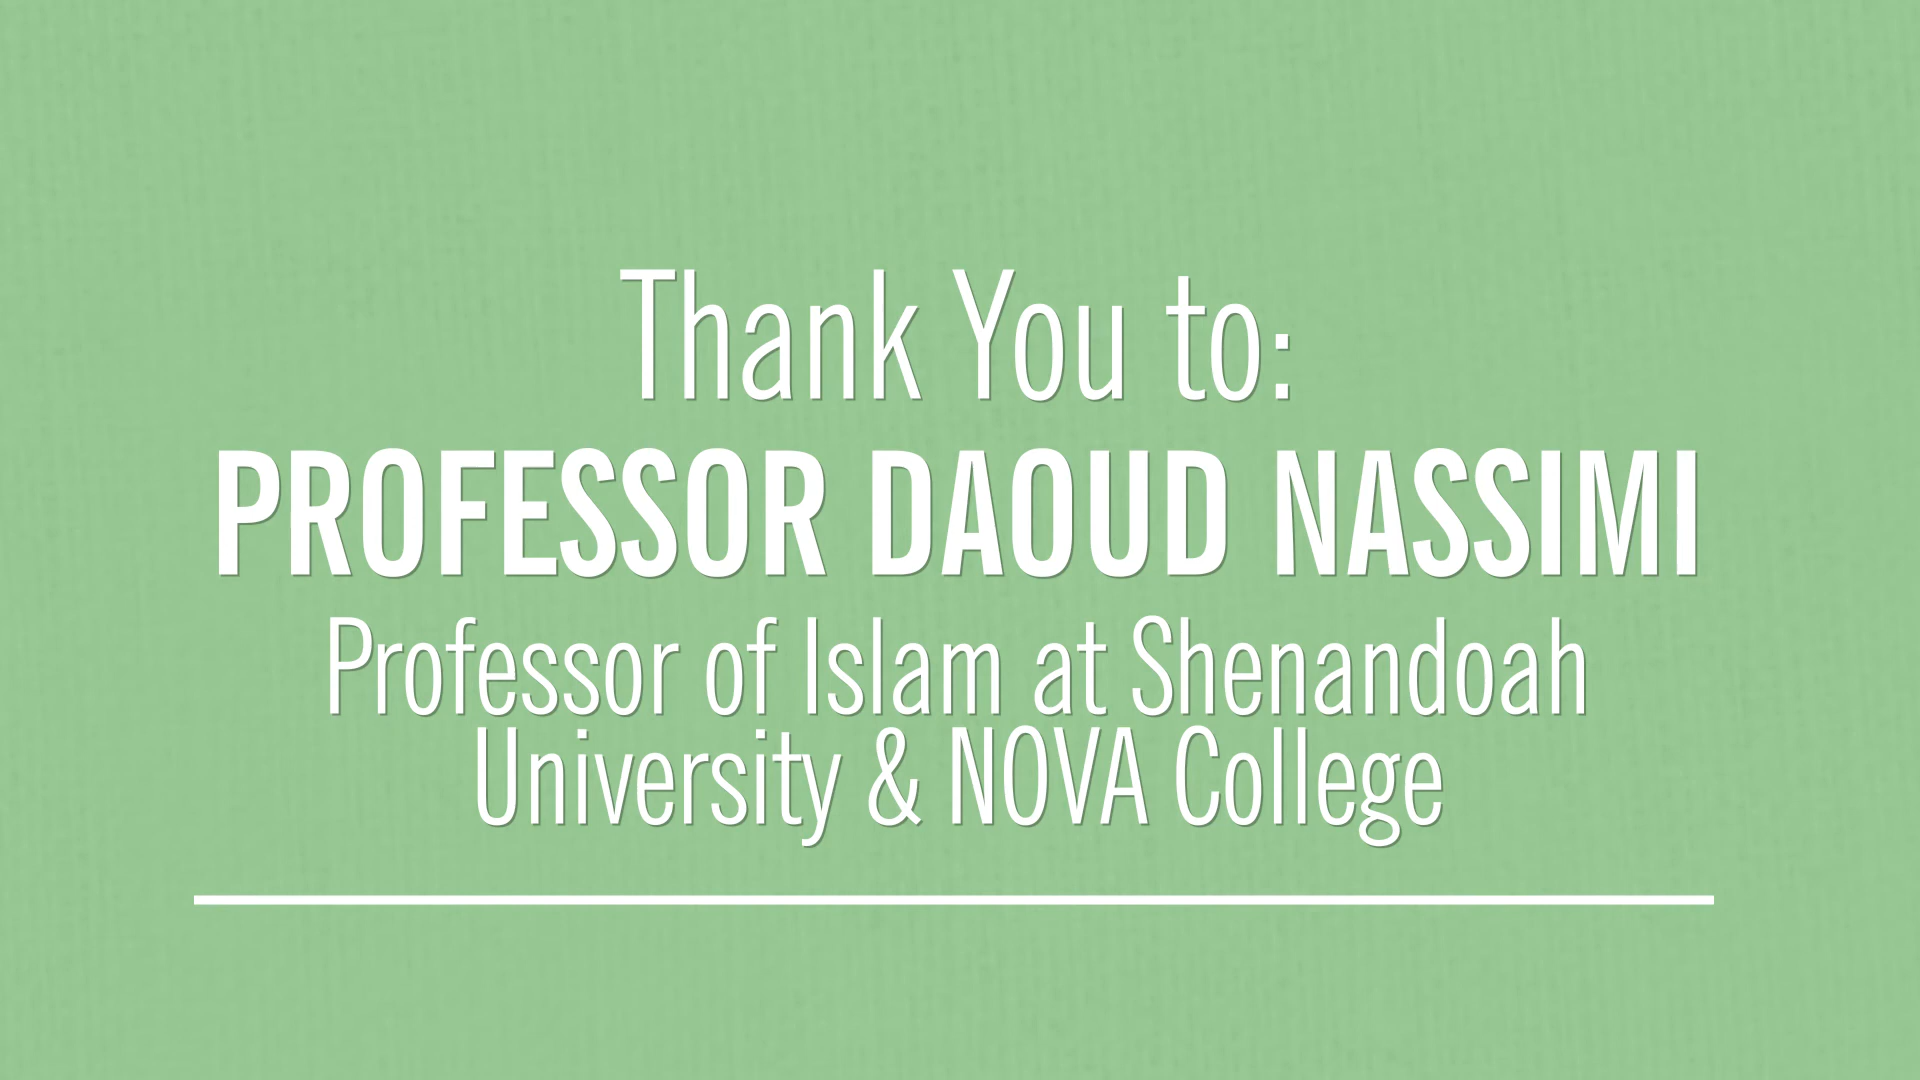 Thank You to:
PROFESSOR DAOUD NASSIMI
Professor of Islam at Shenandoah
University & NOVA College